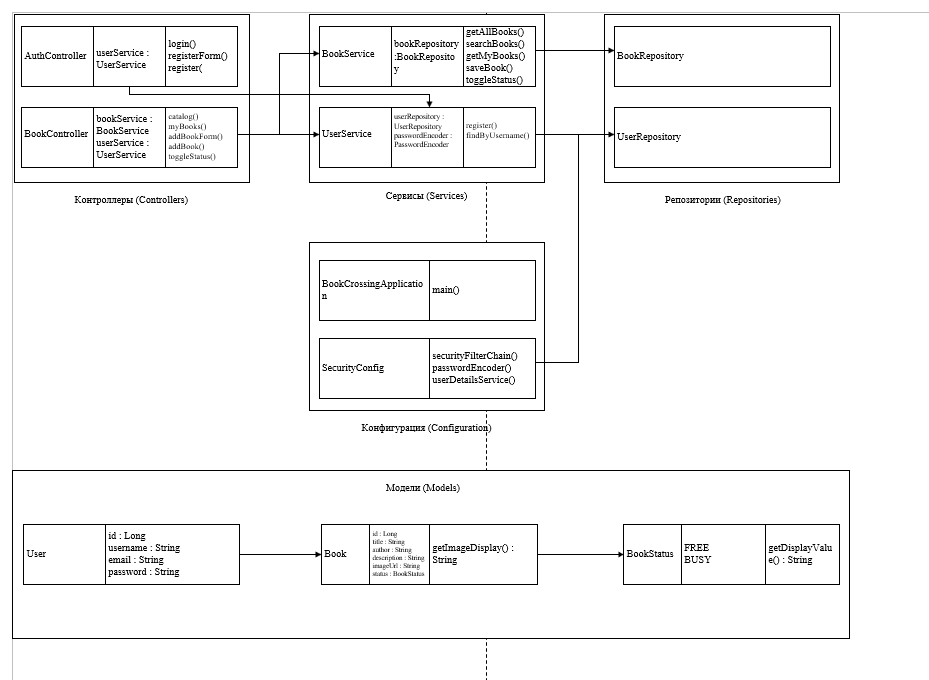 AuthController
userService :
UserService
login()
registerForm()
register(
BookController
bookService :
BookService
userService :
UserService
catalog()
myBooks()
addBookForm()
addBook()
toggleStatus()
Контроллеры (Controllers)
BookService
bookRepository
:BookReposito
y
getAllBooks()
searchBooks()
getMyBooks()
saveBook()
toggleStatus()
UserService
userRepository :
UserRepository
passwordEncoder :
PasswordEncoder
register()
findByUsername()
Сервисы (Services)
BookRepository
UserRepository
Репозитории (Repositories)
BookCrossingApplicatio
n
main()
SecurityConfig
securityFilterChain()
passwordEncoder()
userDetailsService()
Конфигурация (Configuration)
Модели (Models)
User
id : Long
username : String
email : String
password : String
Book
id : Long
title : String
author : String
description : String
imageUrl : String
status : BookStatus
getImageDisplay() :
String
BookStatus
FREE
BUSY
getDisplayValu
e() : String